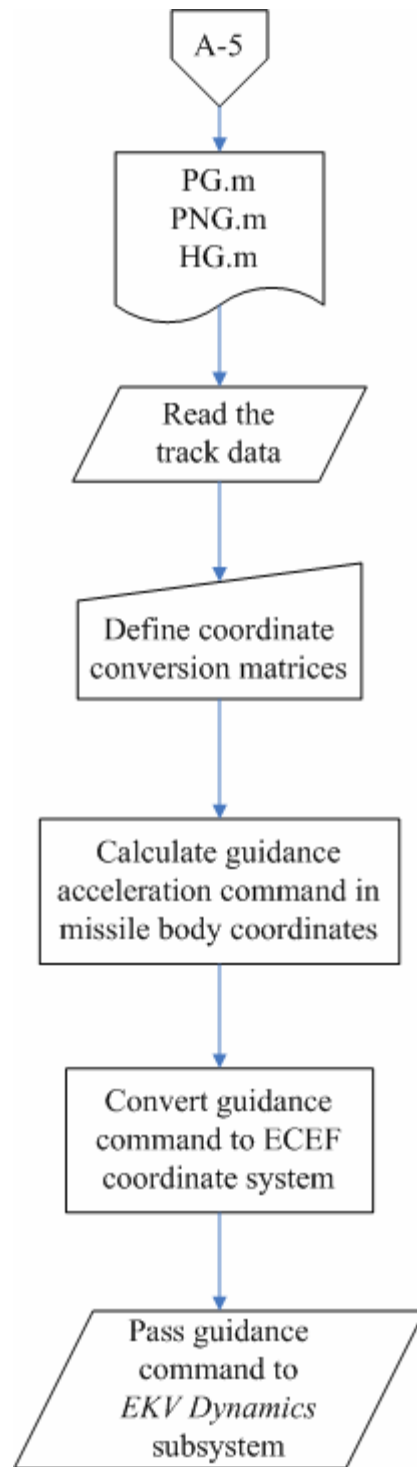 A-5
PG.m
PNG.m
HG.m
Read the
track data
Define coordinate
conversion matrices
Calculate guidance
acceleration command in
missile body coordinates
Convert guidance
command to ECEF
coordinate system
Pass guidance
command to
EKV Dynamics
subsystem